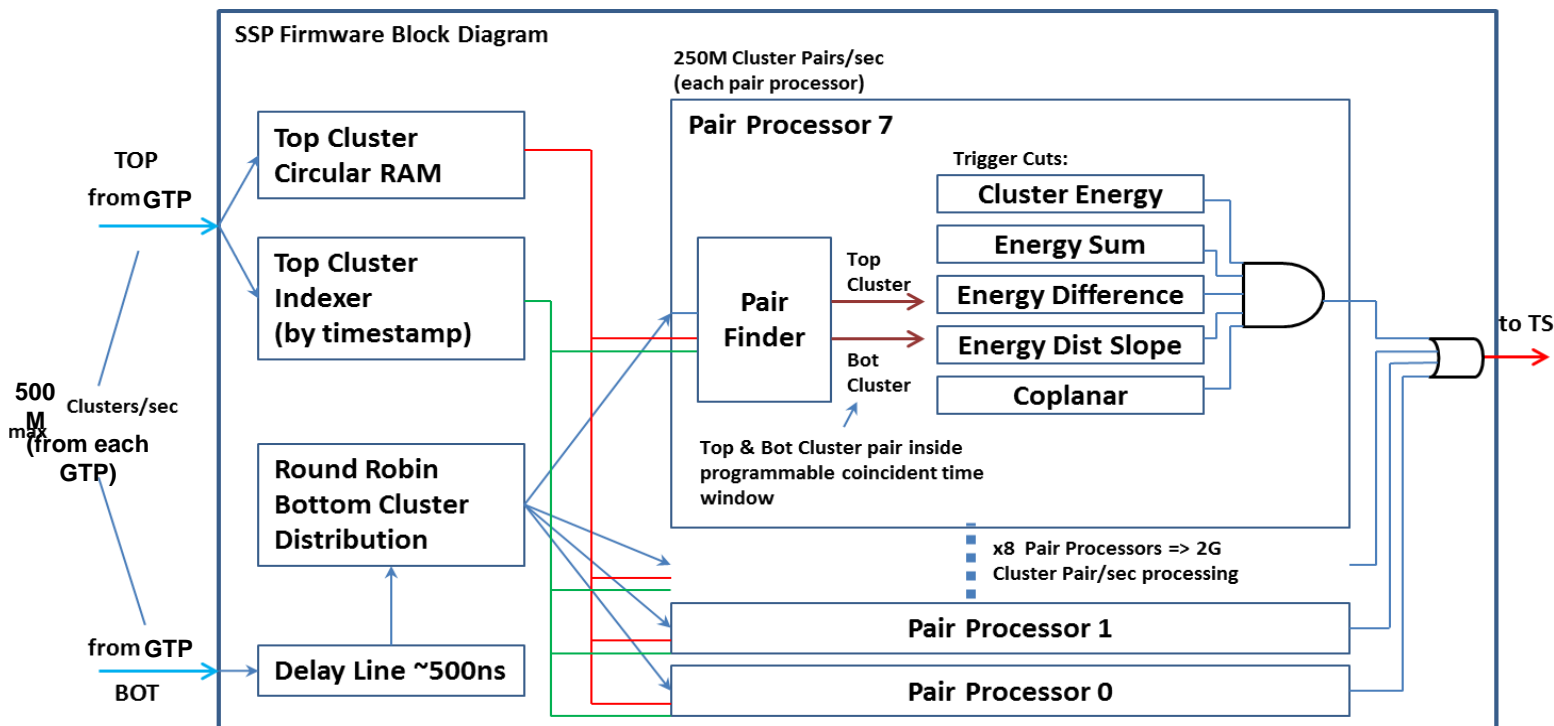 SSP Firmware Block Diagram
250M Cluster Pairs/sec
(each pair processor)
Pair Processor 7
TOP
from GTP
Top Cluster
Circular RAM
Top Cluster
Indexer
(by timestamp)
Trigger Cuts:
Cluster Energy
Energy Sum
Energy Difference
Energy Dist Slope
Coplanar
Pair
Finder
Top
Cluster
Bot
Cluster
to TS
500
M Clusters/sec
max
(from each
GTP)
Round Robin
Bottom Cluster
Distribution
Top & Bot Cluster pair inside
programmable coincident time
window
x8 Pair Processors => 2G
Cluster Pair/sec processing
Pair Processor 1
from GTP
BOT
Delay Line ~500ns
Pair Processor 0